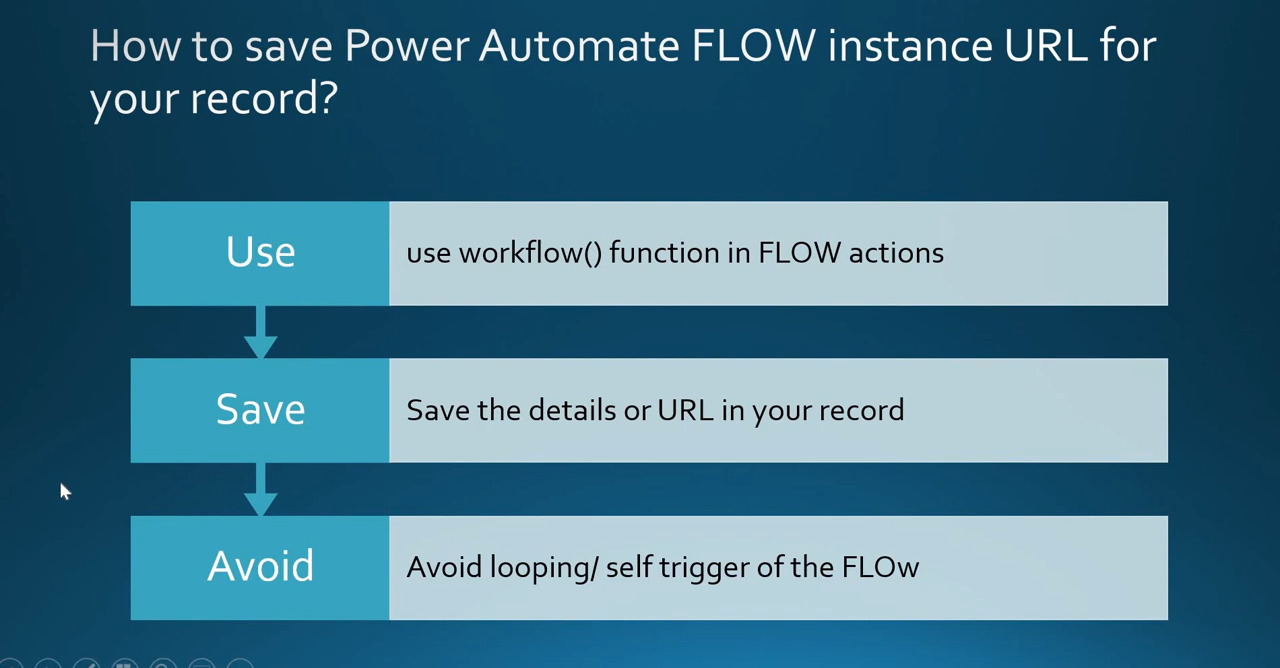 How to save Power Automate FLOW instance URL for
your record?
Use
use workflow() function in FLOW actions
Save
Save the details or URL in your record
Avoid
Avoid looping/ self trigger of the FLOw